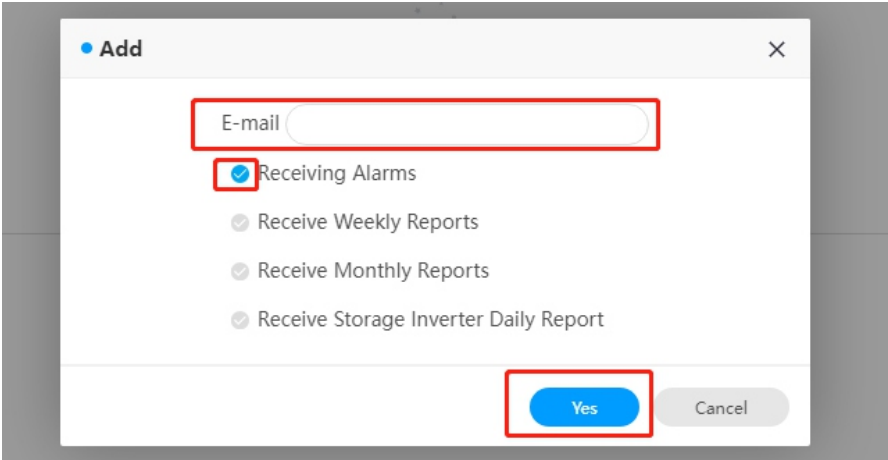 Add
E-mail
Receiving Alarms
Receive Weekly Reports
Receive Monthly Reports
Receive Storage Inverter Daily Report
Yes Cancel